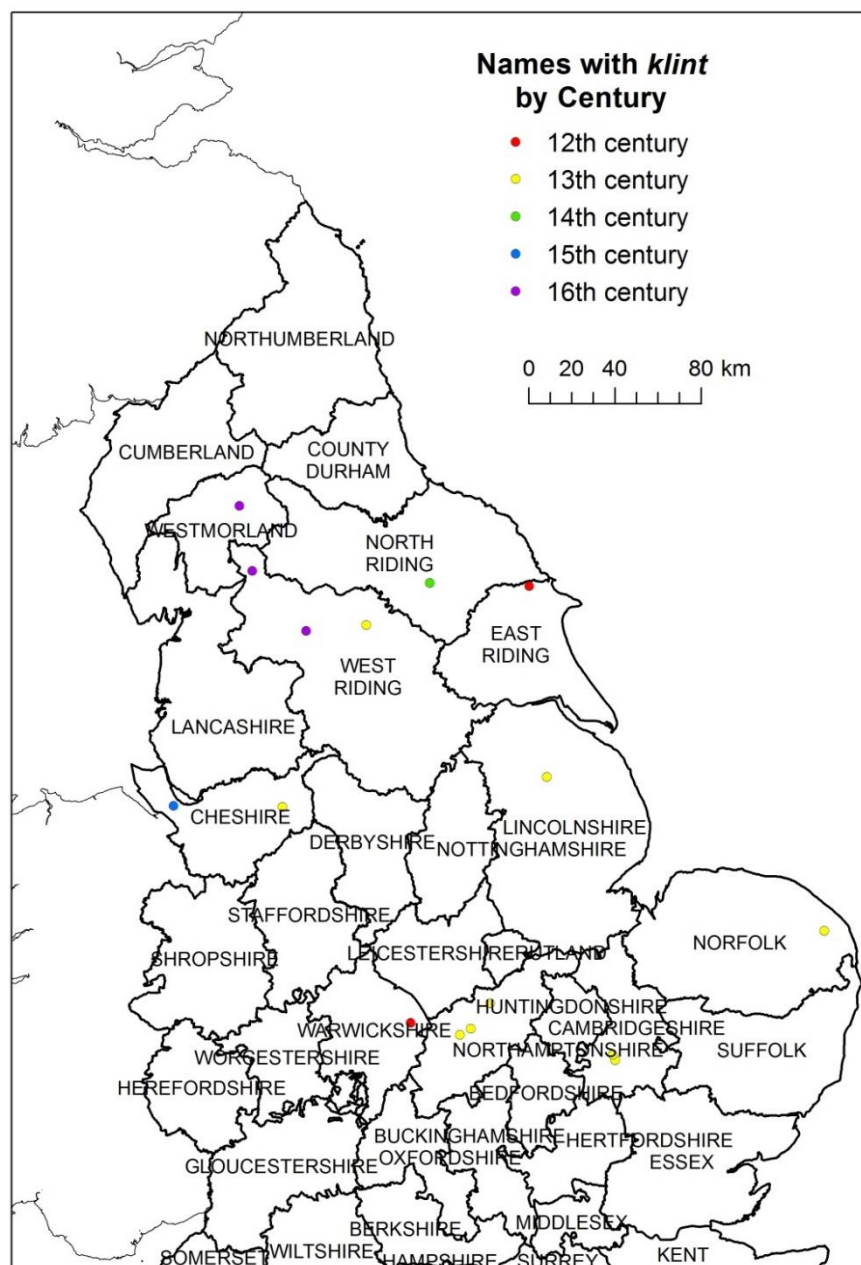 Names with klint
by Century
12th century
13th century
14th century
15th century
16th century
0 20 40 80 km
NORTHUMBERLAND
CUMBERLAND
COUNTY
DURHAM
WESTMORLAND
NORTH
RIDING
EAST
RIDING
WEST
RIDING
LANCASHIRE
CHESHIRE
DERBYSHIRE
LINCOLNSHIRE
NOTTINGHAMSHIRE
STAFFORDSHIRE
NORFOLK
SHROPSHIRE
LEICESTERSHIRE
RUTLAND
HUNTINGDONSHIRE
WARWICKSHIRE
CAMBRIDGESHIRE
NORTHAMPTONSHIRE
SUFFOLK
WORCESTERSHIRE
HEREFORDSHIRE
BEDFORDSHIRE
BUCKINGHAMSHIRE
HERTFORDSHIRE
OXFORDSHIRE
ESSEX
GLOUCESTERSHIRE
MIDDLESEX
BERKSHIRE
WILTSHIRE
SOMERSET
HAMPSHIRE
SURREY
KENT